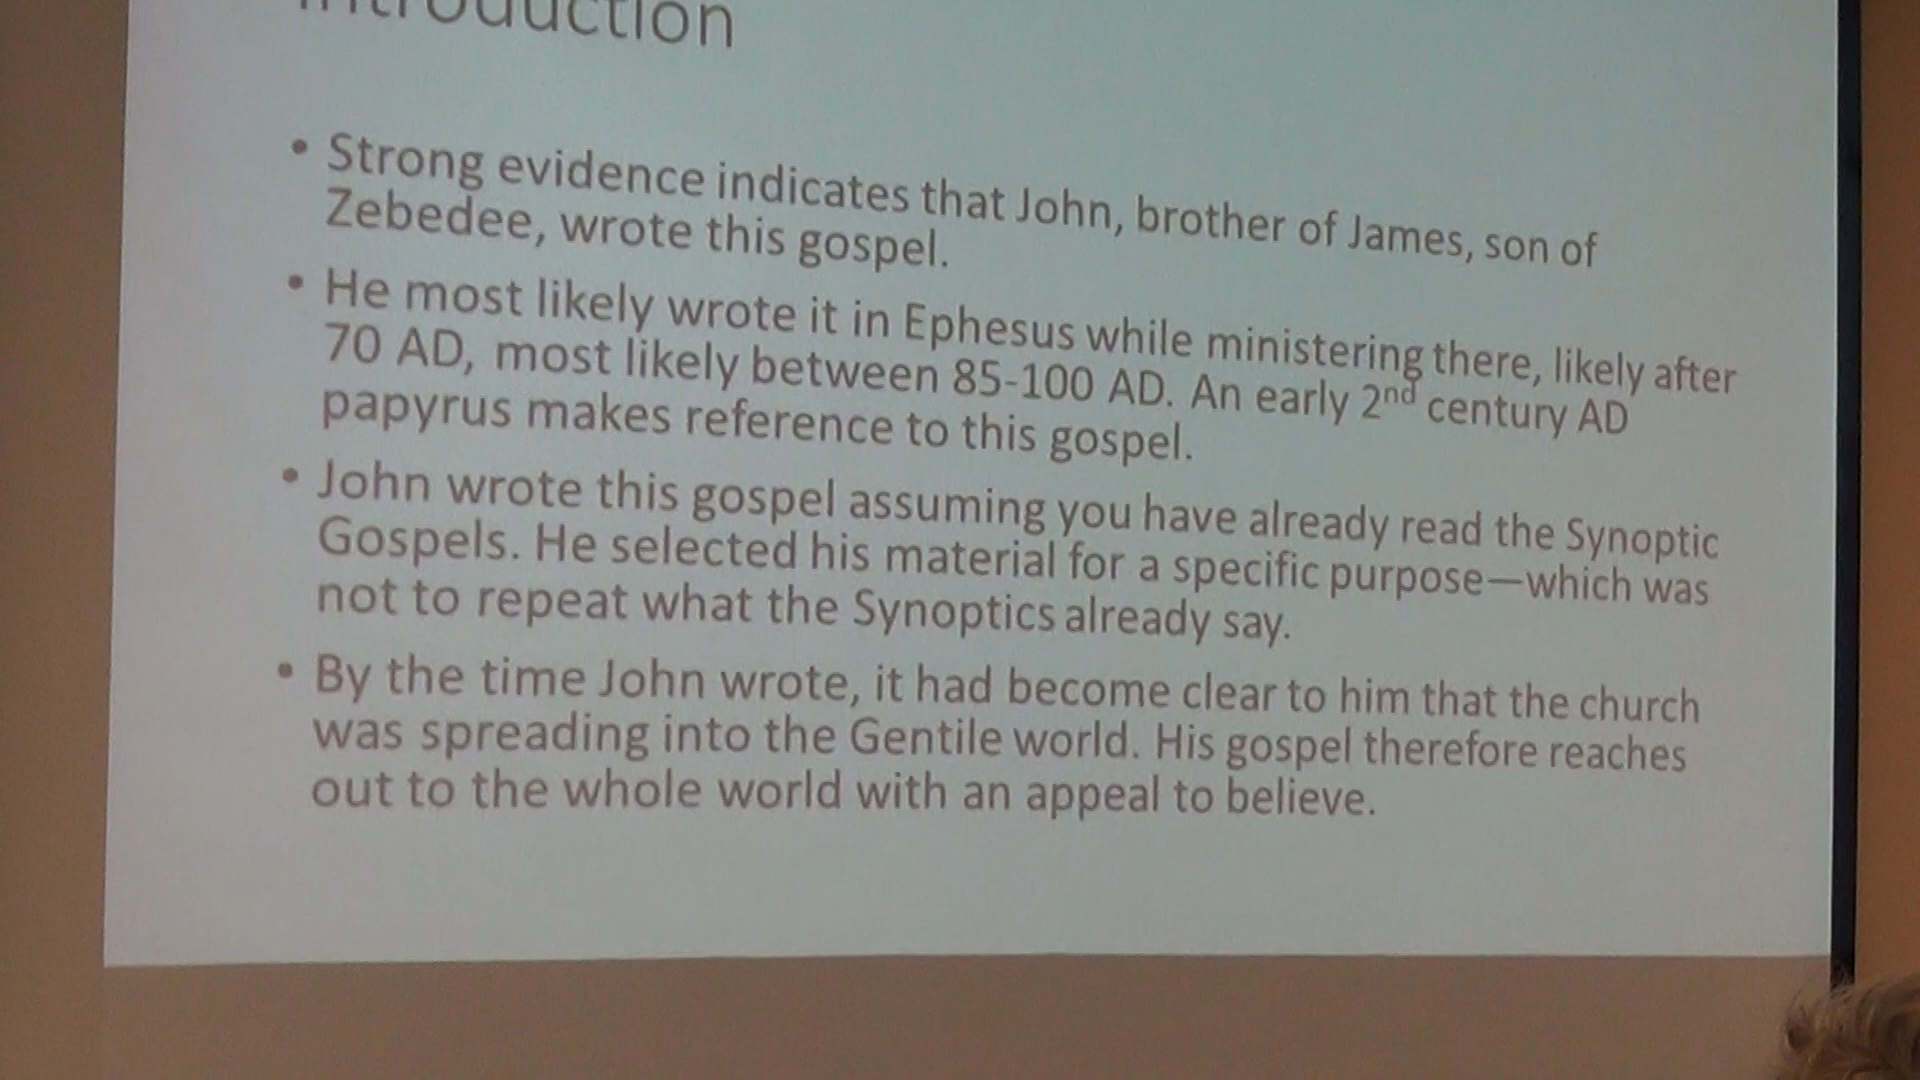 Introduction
• Strong evidence indicates that John, brother of James, son of
Zebedee, wrote this gospel.
• He most likely wrote it in Ephesus while ministering there, likely after
70 AD, most likely between 85-100 AD. An early 2nd century AD
papyrus makes reference to this gospel.
• John wrote this gospel assuming you have already read the Synoptic
Gospels. He selected his material for a specific purpose—which was
not to repeat what the Synoptics already say.
• By the time John wrote, it had become clear to him that the church
was spreading into the Gentile world. His gospel therefore reaches
out to the whole world with an appeal to believe.